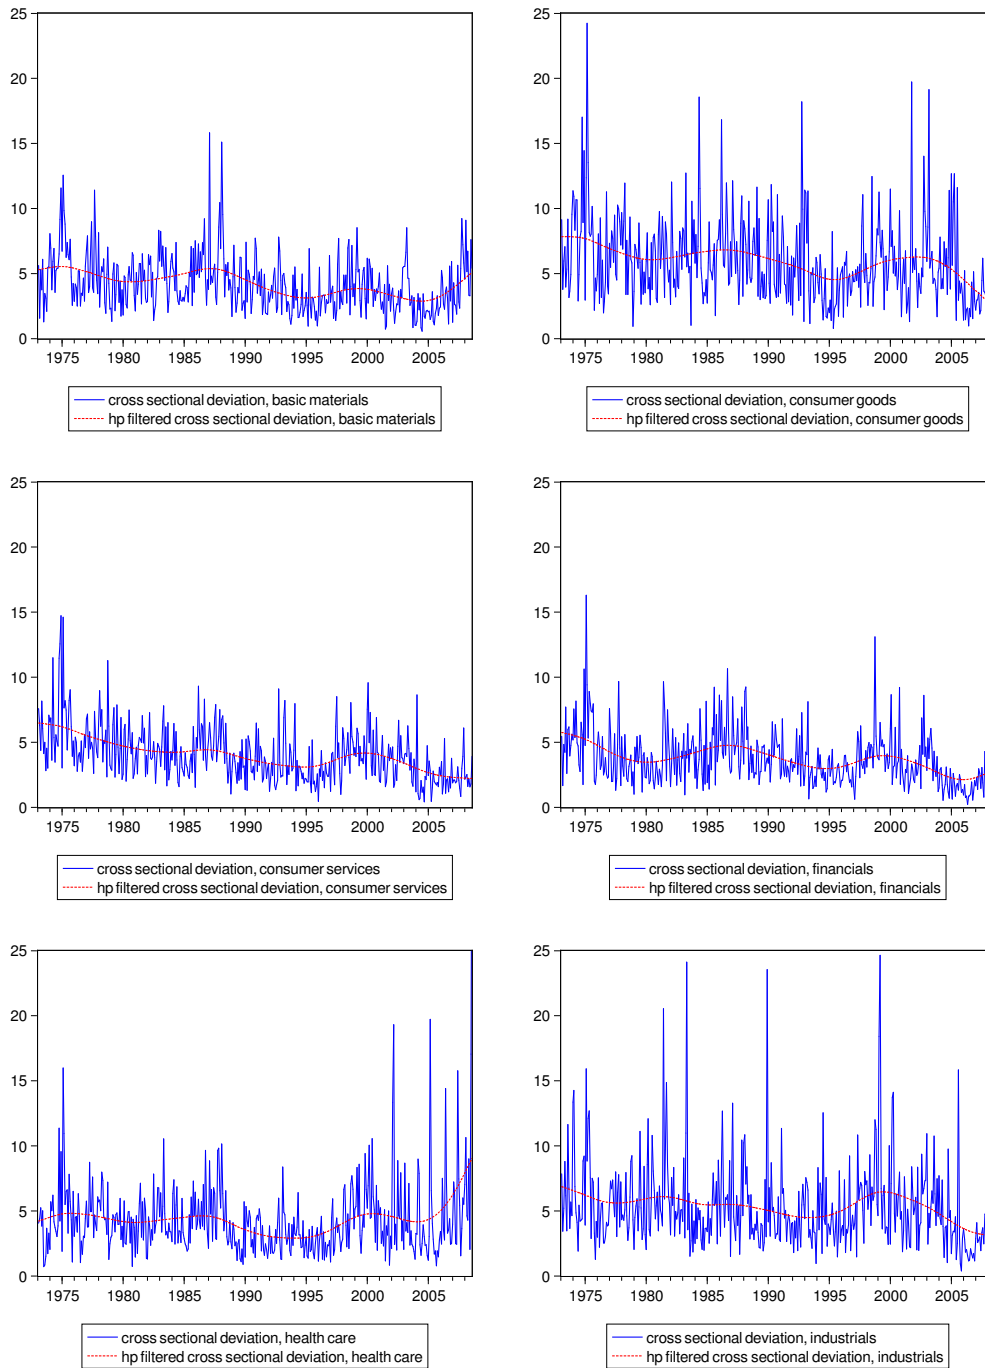 25
20
15
10
5
0
1975 1980 1985 1990 1995 2000 2005
cross sectional deviation, basic materials
hp filtered cross sectional deviation, basic materials
25
20
15
10
5
0
1975 1980 1985 1990 1995 2000 2005
cross sectional deviation, consumer goods
hp filtered cross sectional deviation, consumer goods
25
20
15
10
5
0
1975 1980 1985 1990 1995 2000 2005
cross sectional deviation, consumer services
hp filtered cross sectional deviation, consumer services
25
20
15
10
5
0
1975 1980 1985 1990 1995 2000 2005
cross sectional deviation, financials
hp filtered cross sectional deviation, financials
25
20
15
10
5
0
1975 1980 1985 1990 1995 2000 2005
cross sectional deviation, health care
hp filtered cross sectional deviation, health care
25
20
15
10
5
0
1975 1980 1985 1990 1995 2000 2005
cross sectional deviation, industrials
hp filtered cross sectional deviation, industrials